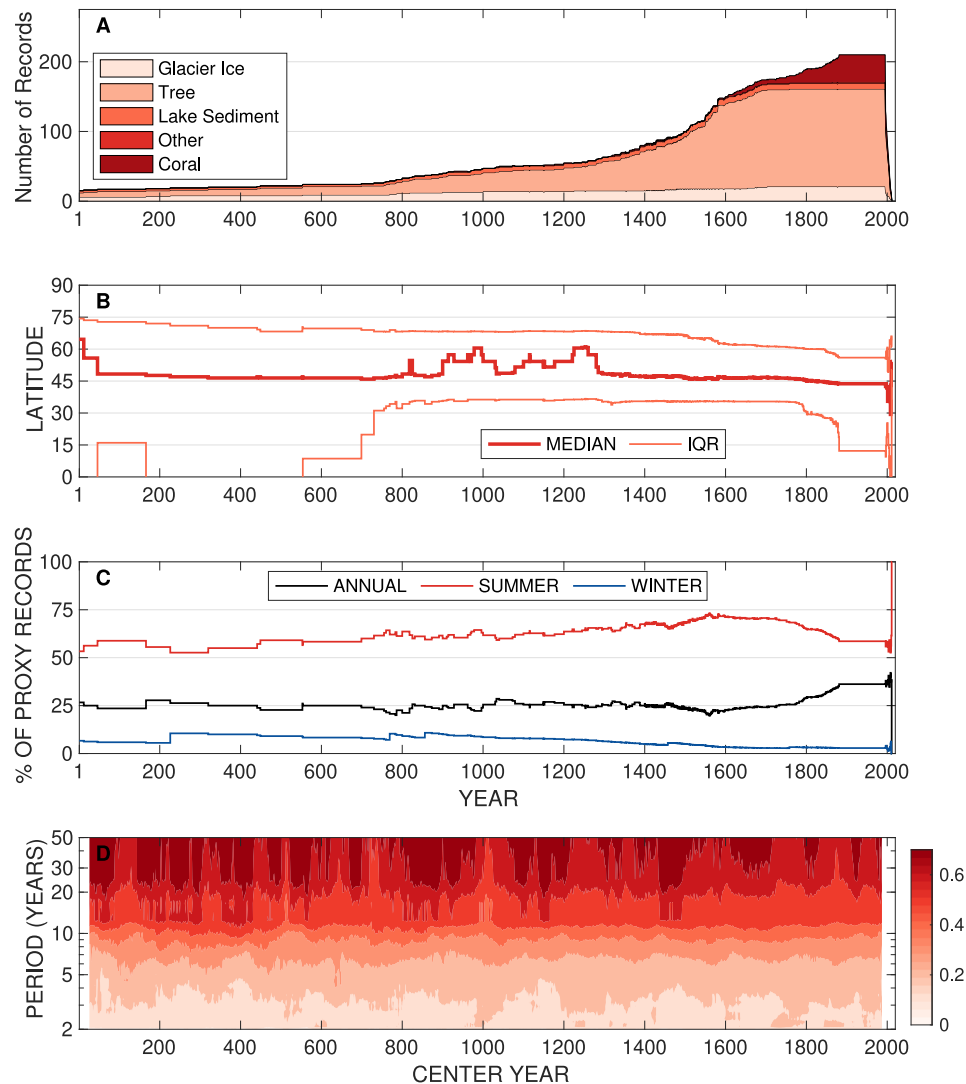 A
Number of Records
200
100
0
Glacier Ice
Tree
Lake Sediment
Other
Coral
1 200 400 600 800 1000 1200 1400 1600 1800 2000
B
LATITUDE
90
75
60
45
30
15
0
MEDIAN IQR
1 200 400 600 800 1000 1200 1400 1600 1800 2000
C
% OF PROXY RECORDS
100
75
50
25
0
ANNUAL SUMMER WINTER
1 200 400 600 800 1000 1200 1400 1600 1800 2000
YEAR
D
PERIOD (YEARS)
50
30
20
10
5
2
200 400 600 800 1000 1200 1400 1600 1800 2000
CENTER YEAR
0.6
0.4
0.2
0